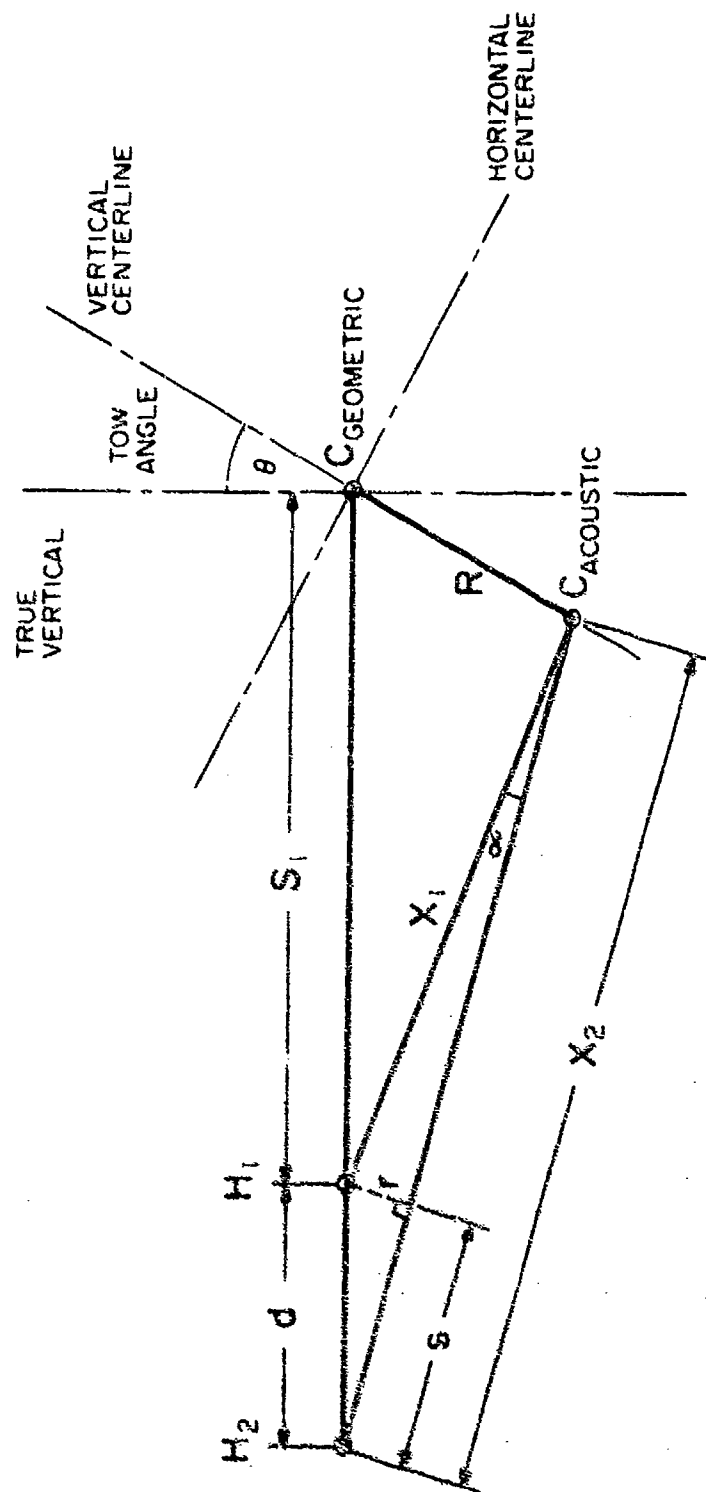 TRUE
VERTICAL
TOW
ANGLE
VERTICAL
CENTERLINE
θ
C GEOMETRIC
HORIZONTAL
CENTERLINE
S₁
R
C ACOUSTIC
H₂
H₁
d
X₁
α
r
s
X₂